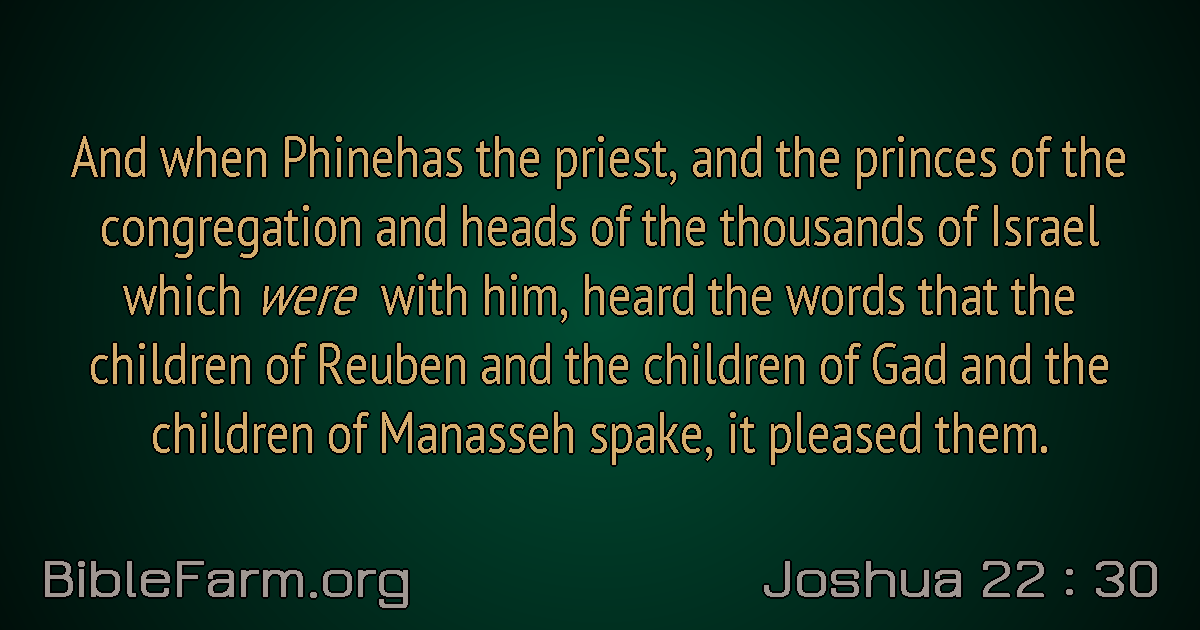 And when Phinehas the priest, and the princes of the
congregation and heads of the thousands of Israel
which were with him, heard the words that the
children of Reuben and the children of Gad and the
children of Manasseh spake, it pleased them.
BibleFarm.org
Joshua 22 : 30